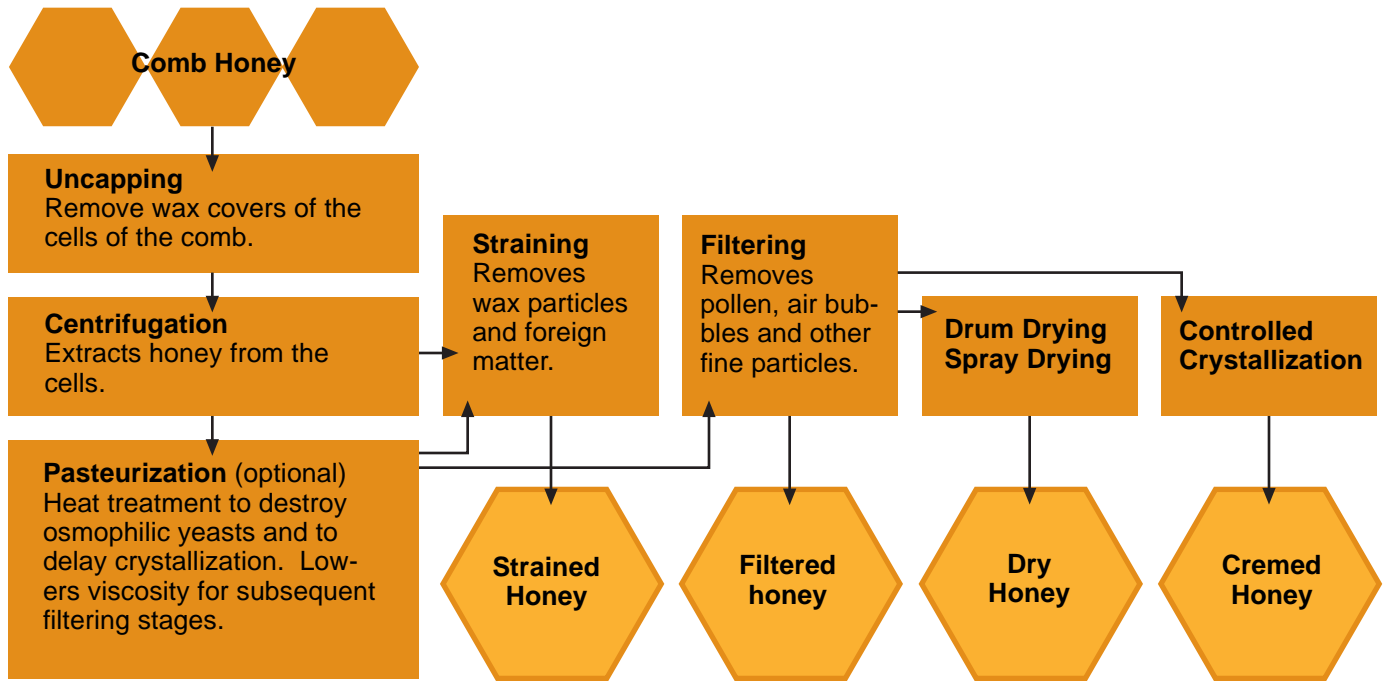 Comb Honey
Uncapping
Remove wax covers of the
cells of the comb.
Centrifugation
Extracts honey from the
cells.
Pasteurization (optional)
Heat treatment to destroy
osmophilic yeasts and to
delay crystallization.  Low-
ers viscosity for subsequent
filtering stages.
Straining
Removes
wax particles
and foreign
matter.
Filtering
Removes
pollen, air bub-
bles and other
fine particles.
Drum Drying
Spray Drying
Controlled
Crystallization
Strained
Honey
Filtered
honey
Dry
Honey
Cremed
Honey